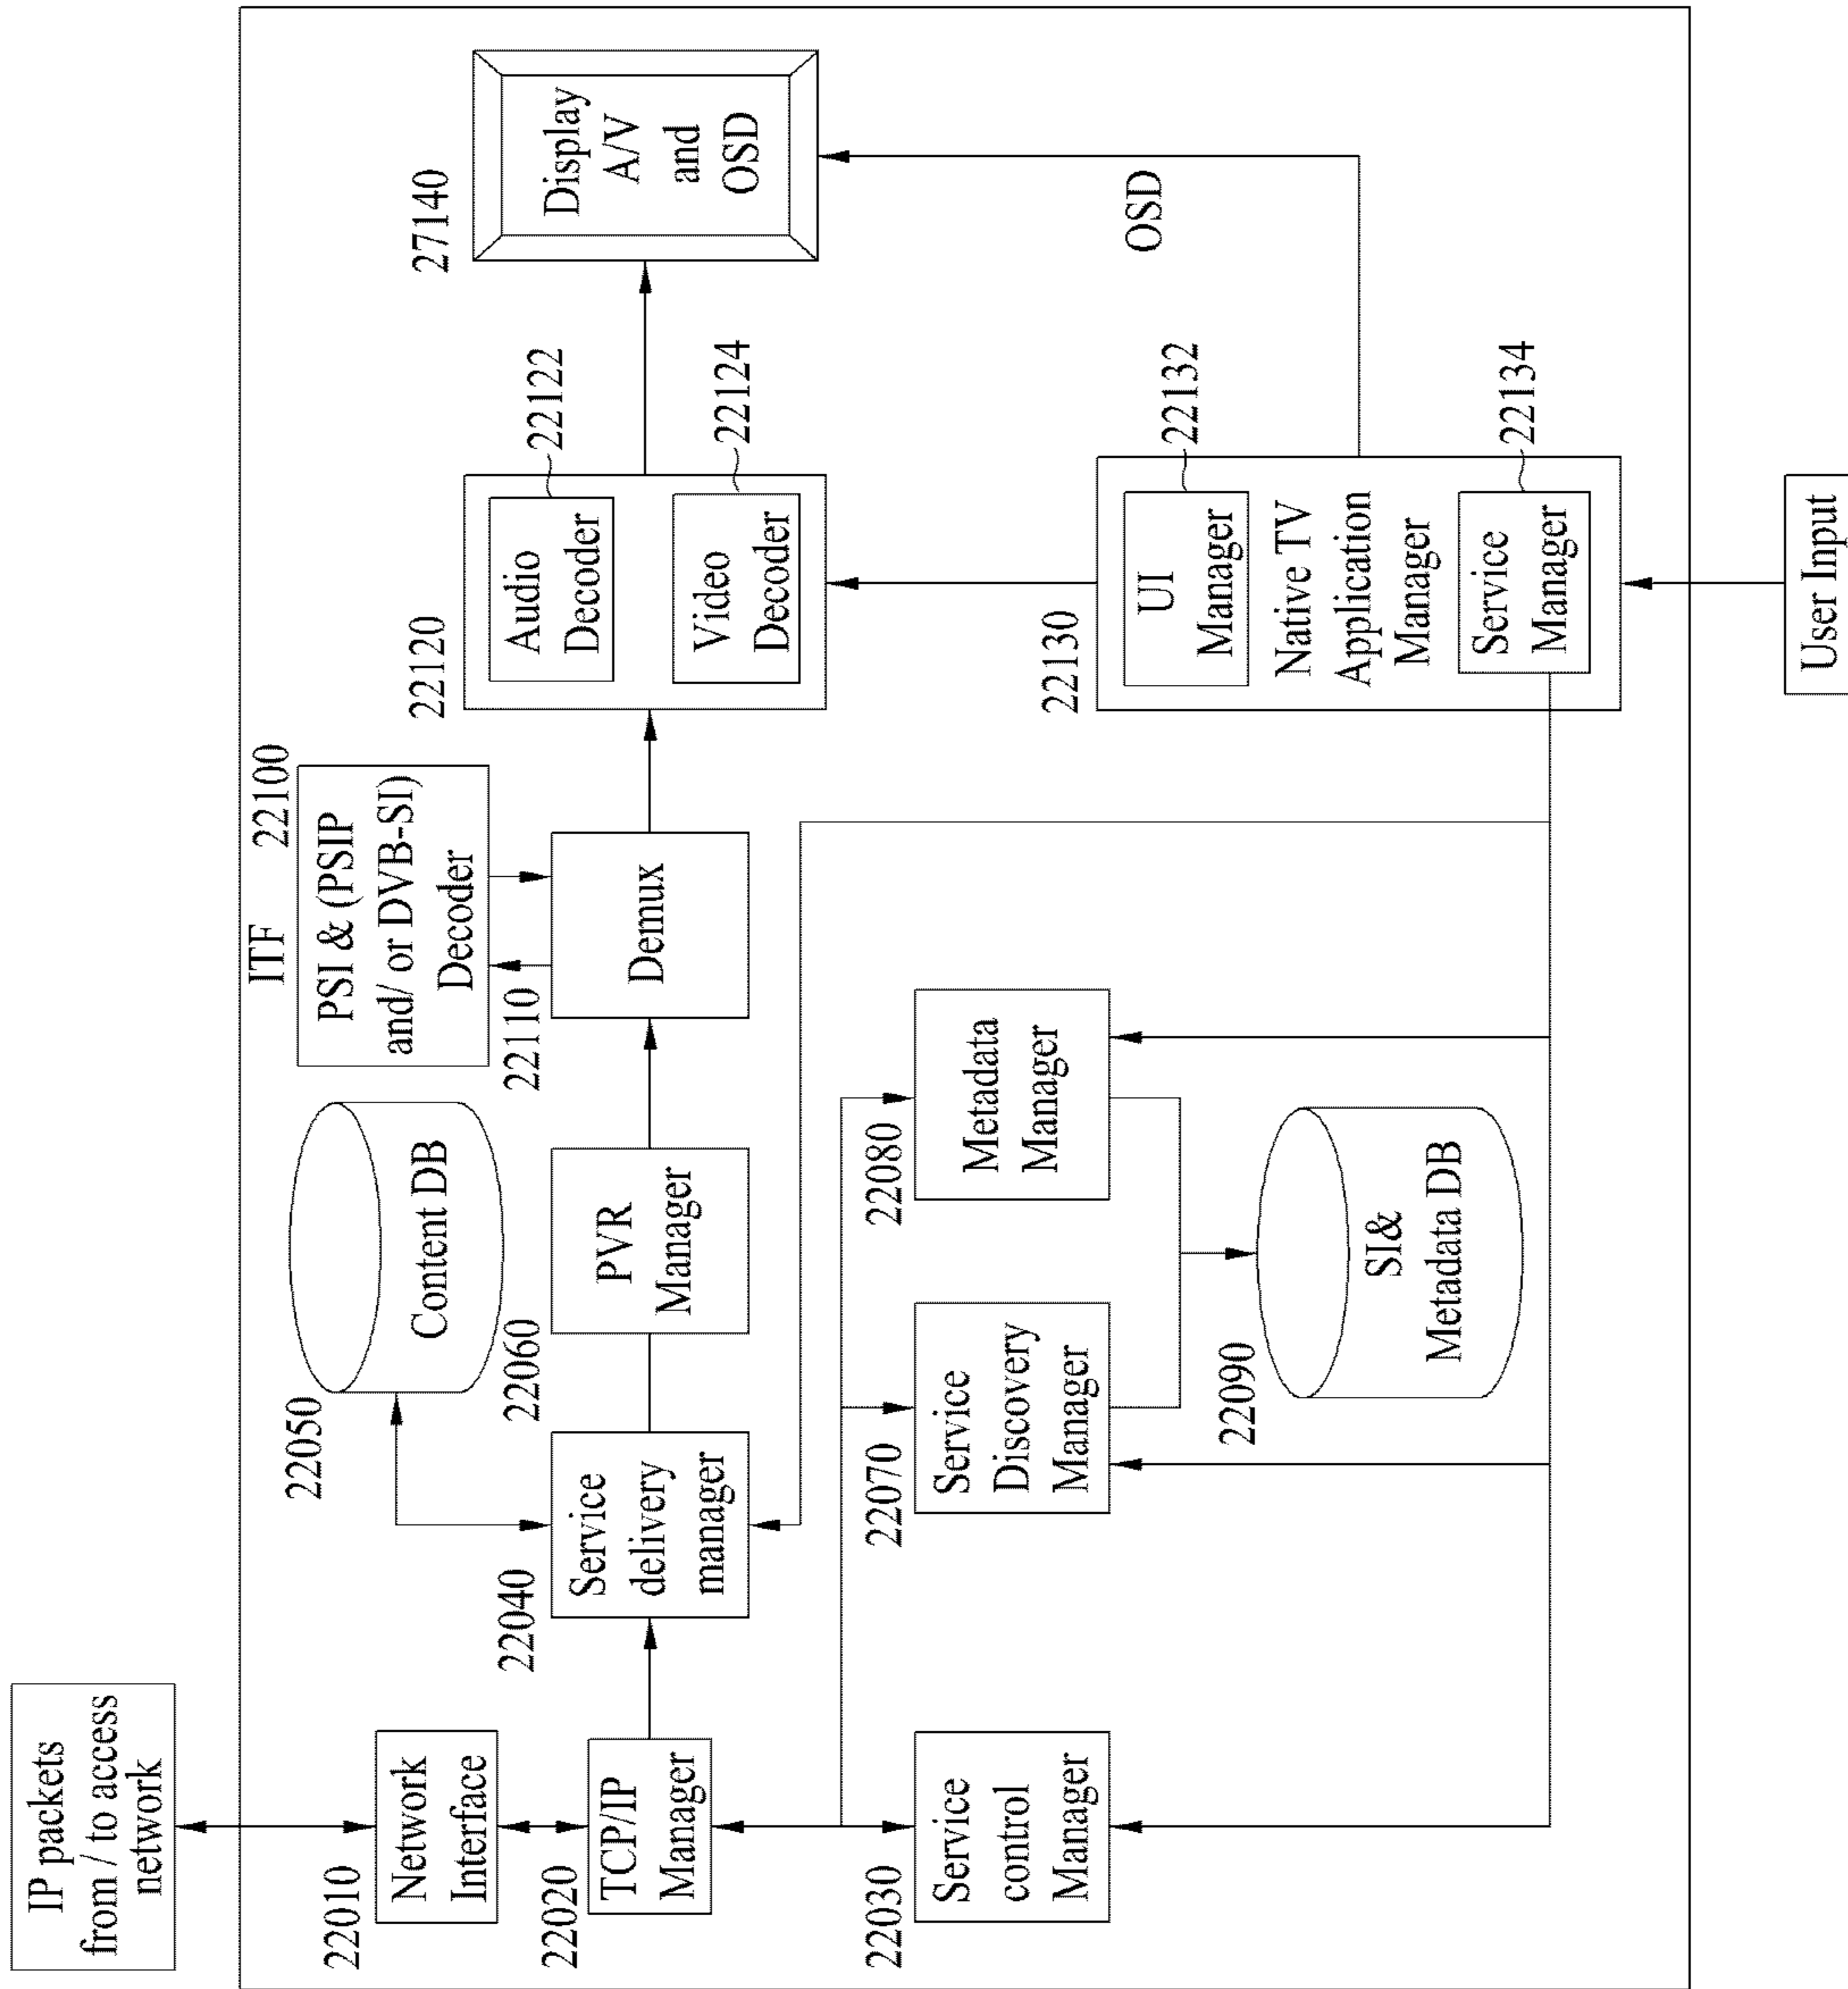 IP packets
from / to access
network
ITF
22010
Network
Interface
22020
TCP/IP
Manager
22030
Service
control
Manager
22040
Service
delivery
manager
22050
Content DB
22060
PVR
Manager
22070
Service
Discovery
Manager
22080
Metadata
Manager
22090
SI&
Metadata DB
22100
PSI & (PSIP
and/ or DVB-SI)
Decoder
22110
Demux
22120
Audio
Decoder
22122
Video
Decoder
22124
22130
UI
Manager
22132
Native TV
Application
Manager
Service
Manager
22134
27140
Display
A/V
and
OSD
OSD
User Input